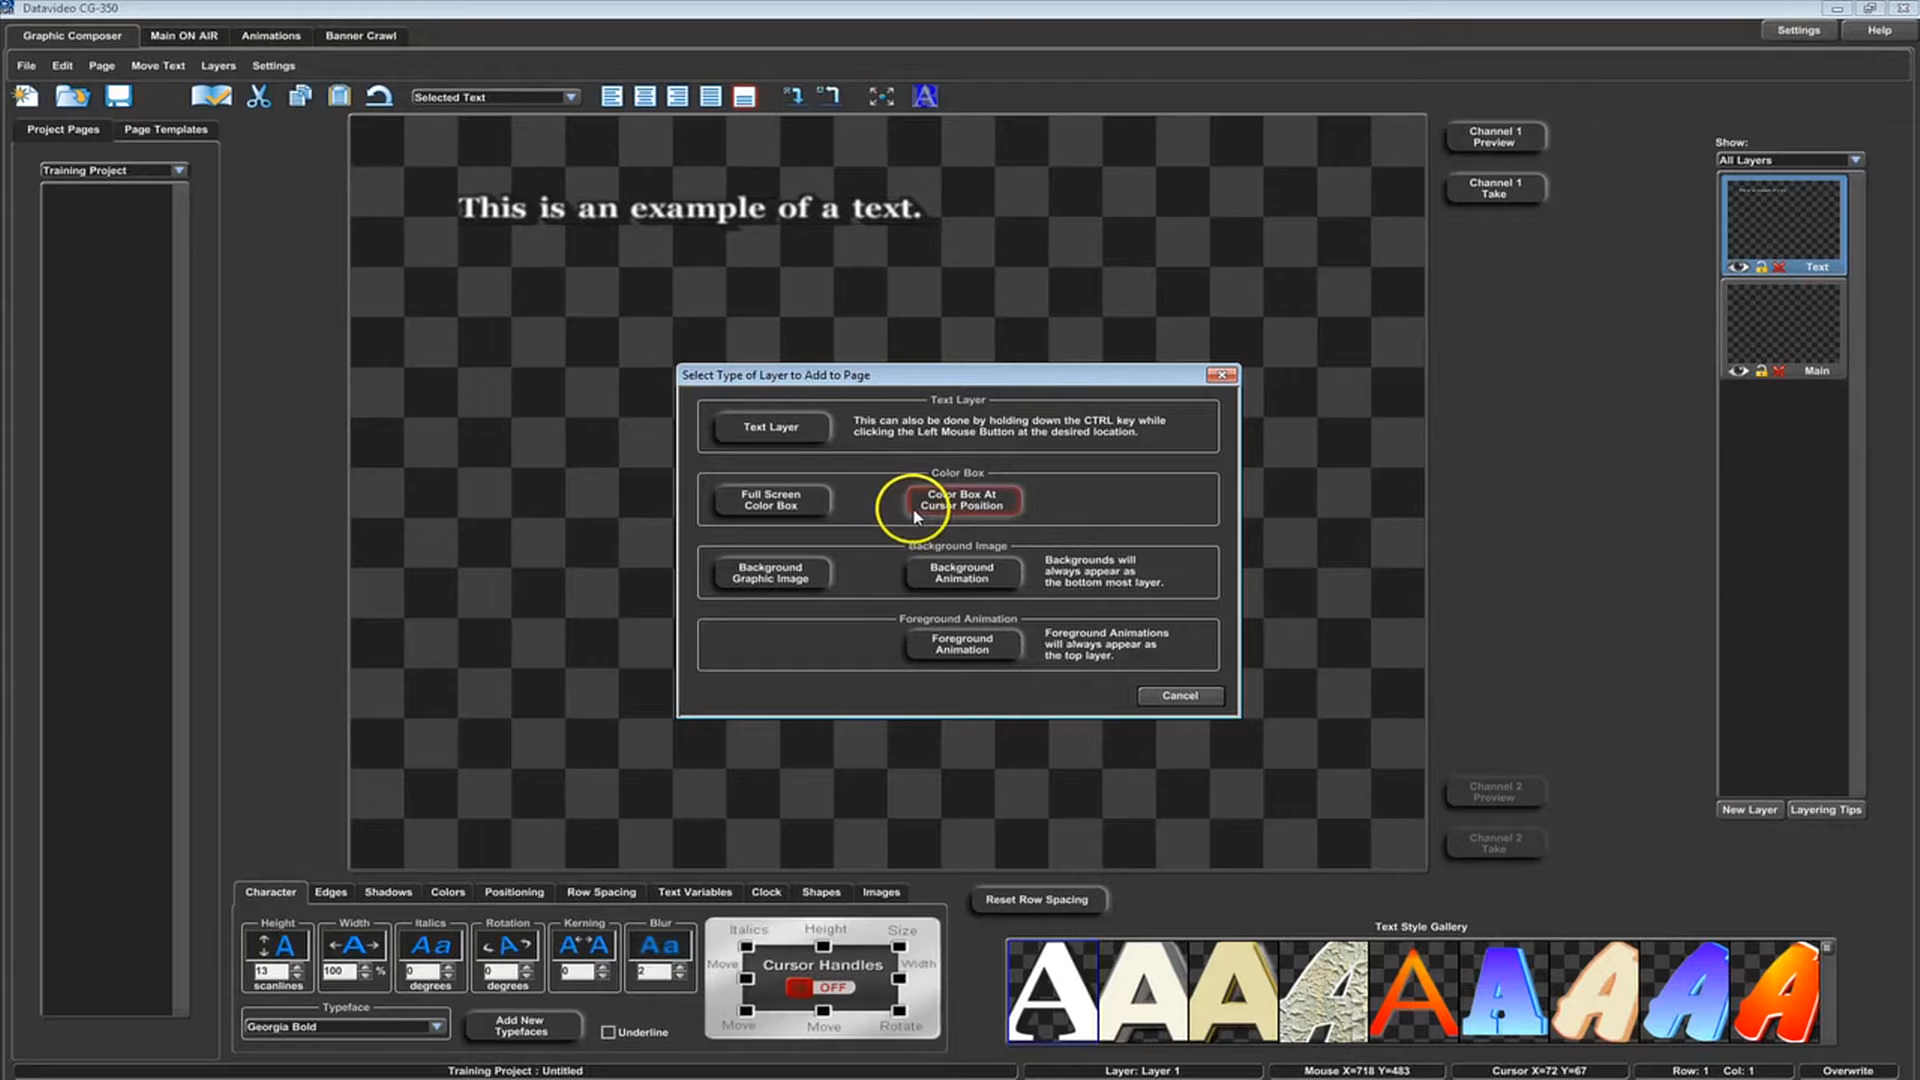 Datavideo CG-350
Graphic Composer Main ON AIR Animations Banner Crawl Settings Help
File Edit Page Move Text Layers Settings
Selected Text
Project Pages Page Templates
Training Project
Channel 1
Preview
Channel 1
Take
Show:
All Layers
This is an example of a text.
Text
Main
Select Type of Layer to Add to Page
Text Layer
Text Layer
This can also be done by holding down the CTRL key while
clicking the Left Mouse Button at the desired location.
Color Box
Full Screen
Color Box
Color Box At
Cursor Position
Background Image
Background
Graphic Image
Background
Animation
Backgrounds will
always appear as
the bottom most layer.
Foreground Animation
Foreground
Animation
Foreground Animations
will always appear as
the top layer.
Cancel
Channel 2
Preview
Channel 2
Take
New Layer Layering Tips
Character Edges Shadows Colors Positioning Row Spacing Text Variables Clock Shapes Images
Reset Row Spacing
Height Width Italics Rotation Kerning Blur
A A Aa A A A Aa
13 100 % 0 0 0 2
scanlines degrees degrees
Typeface
Georgia Bold
Add New
Typefaces
Underline
Italics Height Size
Move Cursor Handles Width
OFF
Move Move Rotate
Text Style Gallery
A A A A A A A A A
Training Project : Untitled Layer: Layer 1 Mouse X=718 Y=483 Cursor X=72 Y=67 Row: 1 Col: 1 Overwrite